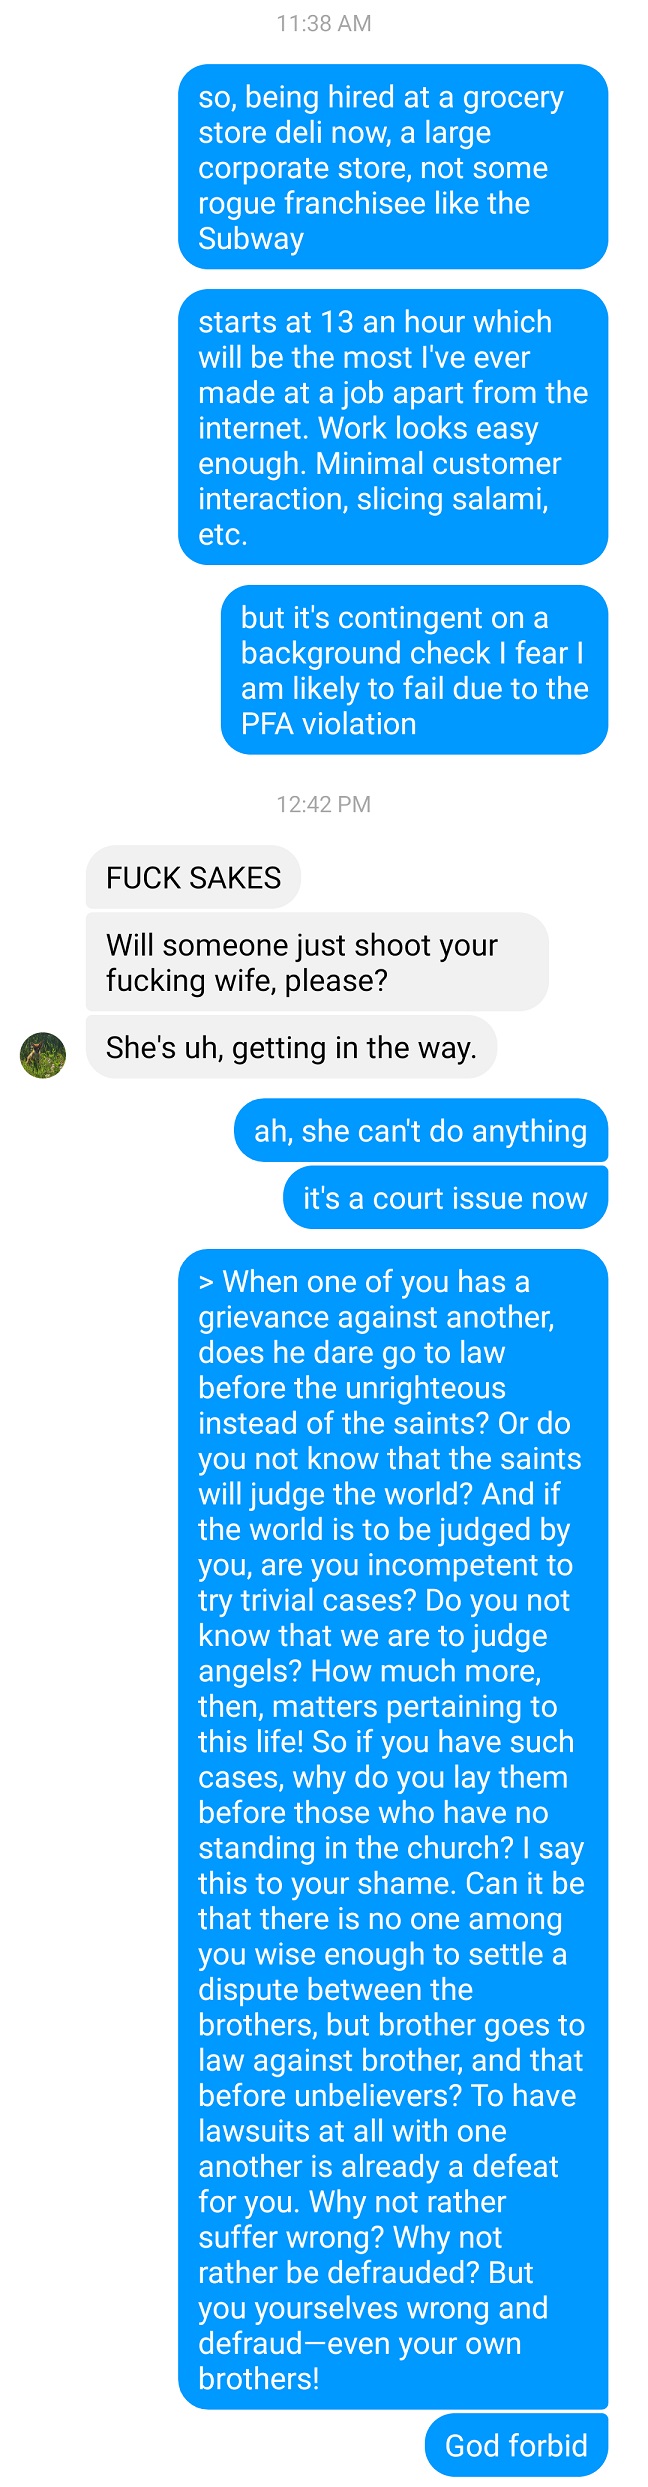 11:38 AM
so, being hired at a grocery
store deli now, a large
corporate store, not some
rogue franchisee like the
Subway
starts at 13 an hour which
will be the most I've ever
made at a job apart from the
internet. Work looks easy
enough. Minimal customer
interaction, slicing salami,
etc.
but it's contingent on a
background check I fear I
am likely to fail due to the
PFA violation
12:42 PM
FUCK SAKES
Will someone just shoot your
fucking wife, please?
She's uh, getting in the way.
ah, she can't do anything
it's a court issue now
> When one of you has a
grievance against another,
does he dare go to law
before the unrighteous
instead of the saints? Or do
you not know that the saints
will judge the world? And if
the world is to be judged by
you, are you incompetent to
try trivial cases? Do you not
know that we are to judge
angels? How much more,
then, matters pertaining to
this life! So if you have such
cases, why do you lay them
before those who have no
standing in the church? I say
this to your shame. Can it be
that there is no one among
you wise enough to settle a
dispute between the
brothers, but brother goes to
law against brother, and that
before unbelievers? To have
lawsuits at all with one
another is already a defeat
for you. Why not rather
suffer wrong? Why not
rather be defrauded? But
you yourselves wrong and
defraud—even your own
brothers!
God forbid